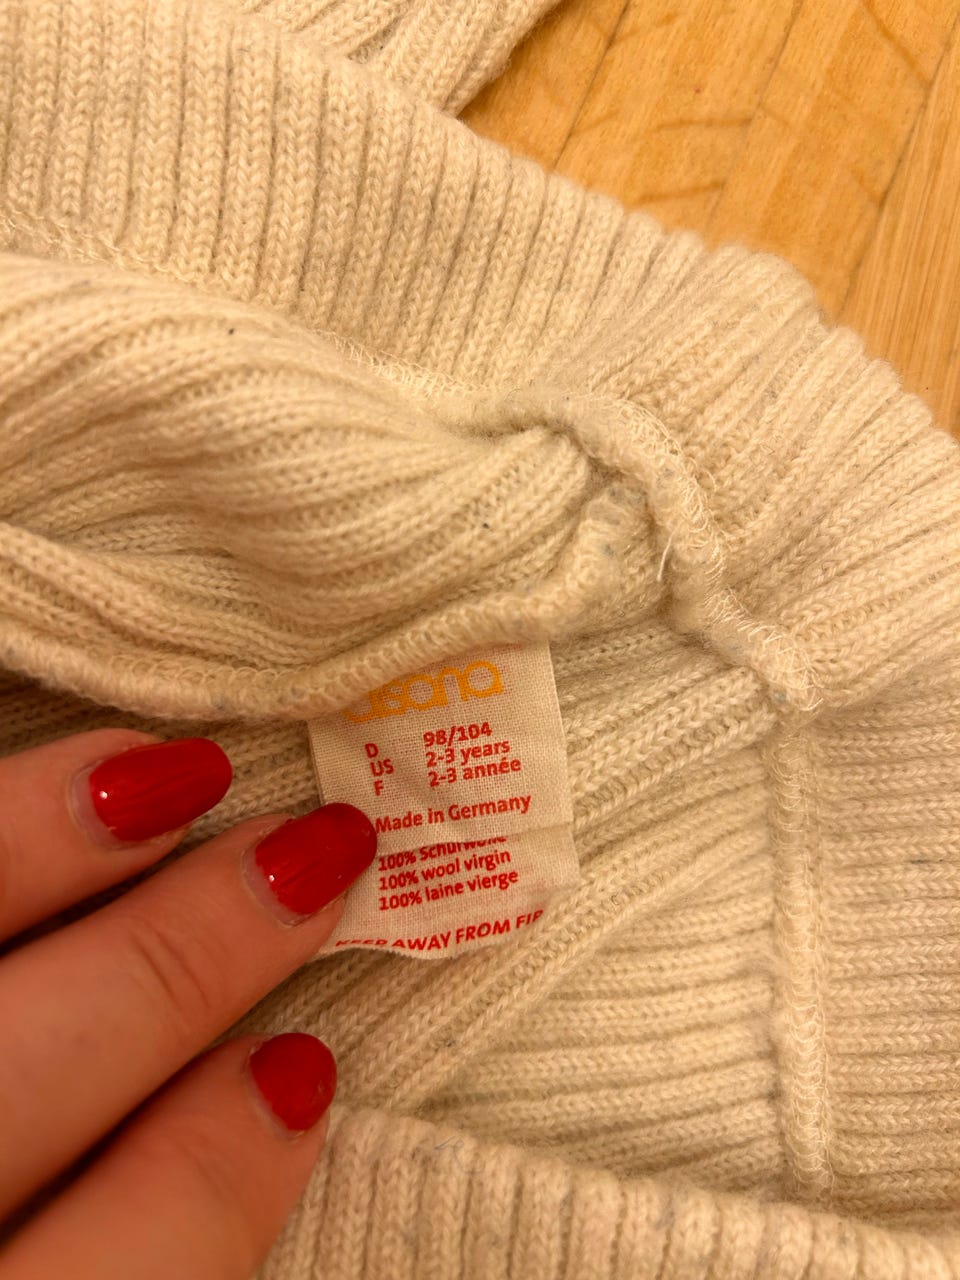 D 98/104
US 2-3 years
F 2-3 année
Made in Germany
100% Schurwolle
100% wool virgin
100% laine vierge
KEEP AWAY FROM FIR